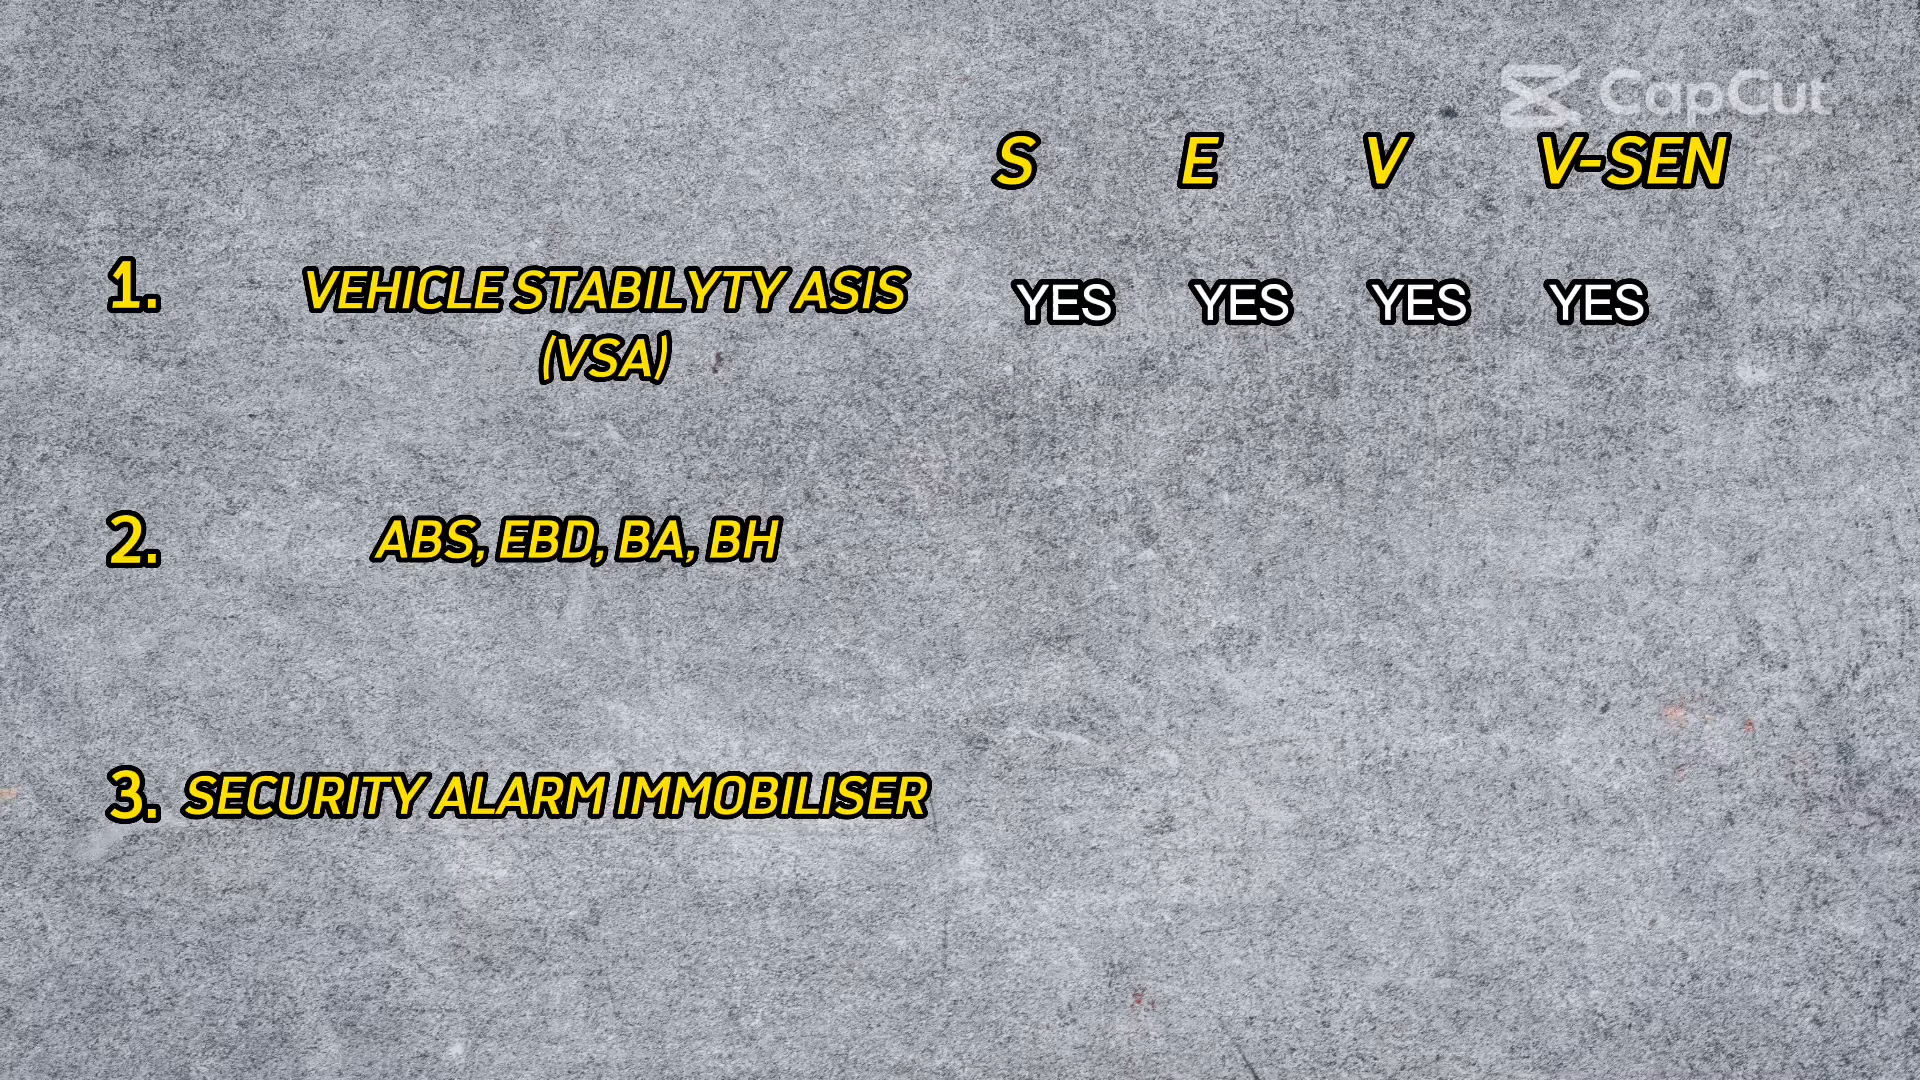 CapCut
S E V V-SEN
1. VEHICLE STABILYTY ASIS YES YES YES YES
(VSA)
2. ABS, EBD, BA, BH
3. SECURITY ALARM IMMOBILISER